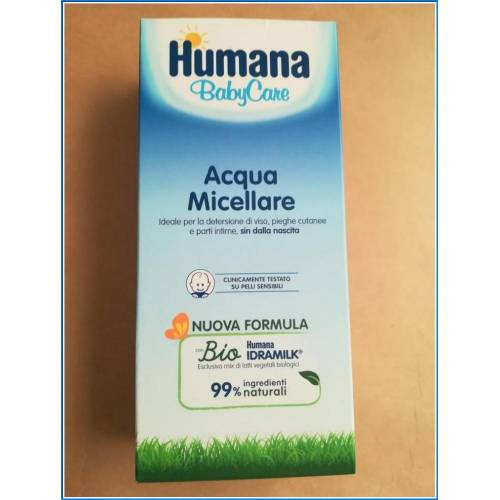 Humana
BabyCare
Acqua
Micellare
Ideale per la detersione di viso, pieghe cutanee
e parti intime, sin dalla nascita
CLINICAMENTE TESTATO
SU PELLI SENSIBILI
NUOVA FORMULA
con Bio Humana
IDRAMILK®
Esclusivo mix di latti vegetali biologici
99% ingredienti
naturali